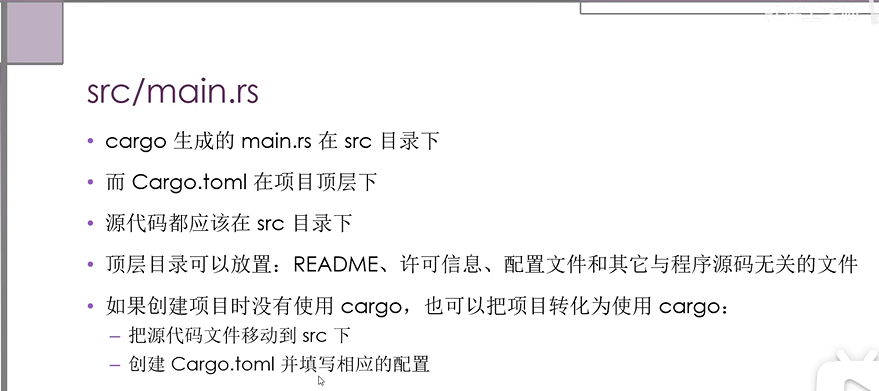 src/main.rs
• cargo 生成的 main.rs 在 src 目录下
• 而 Cargo.toml 在项目顶层下
• 源代码都应该在 src 目录下
• 顶层目录可以放置：README、许可信息、配置文件和其它与程序源码无关的文件
• 如果创建项目时没有使用 cargo，也可以把项目转化为使用 cargo：
– 把源代码文件移动到 src 下
– 创建 Cargo.toml 并填写相应的配置